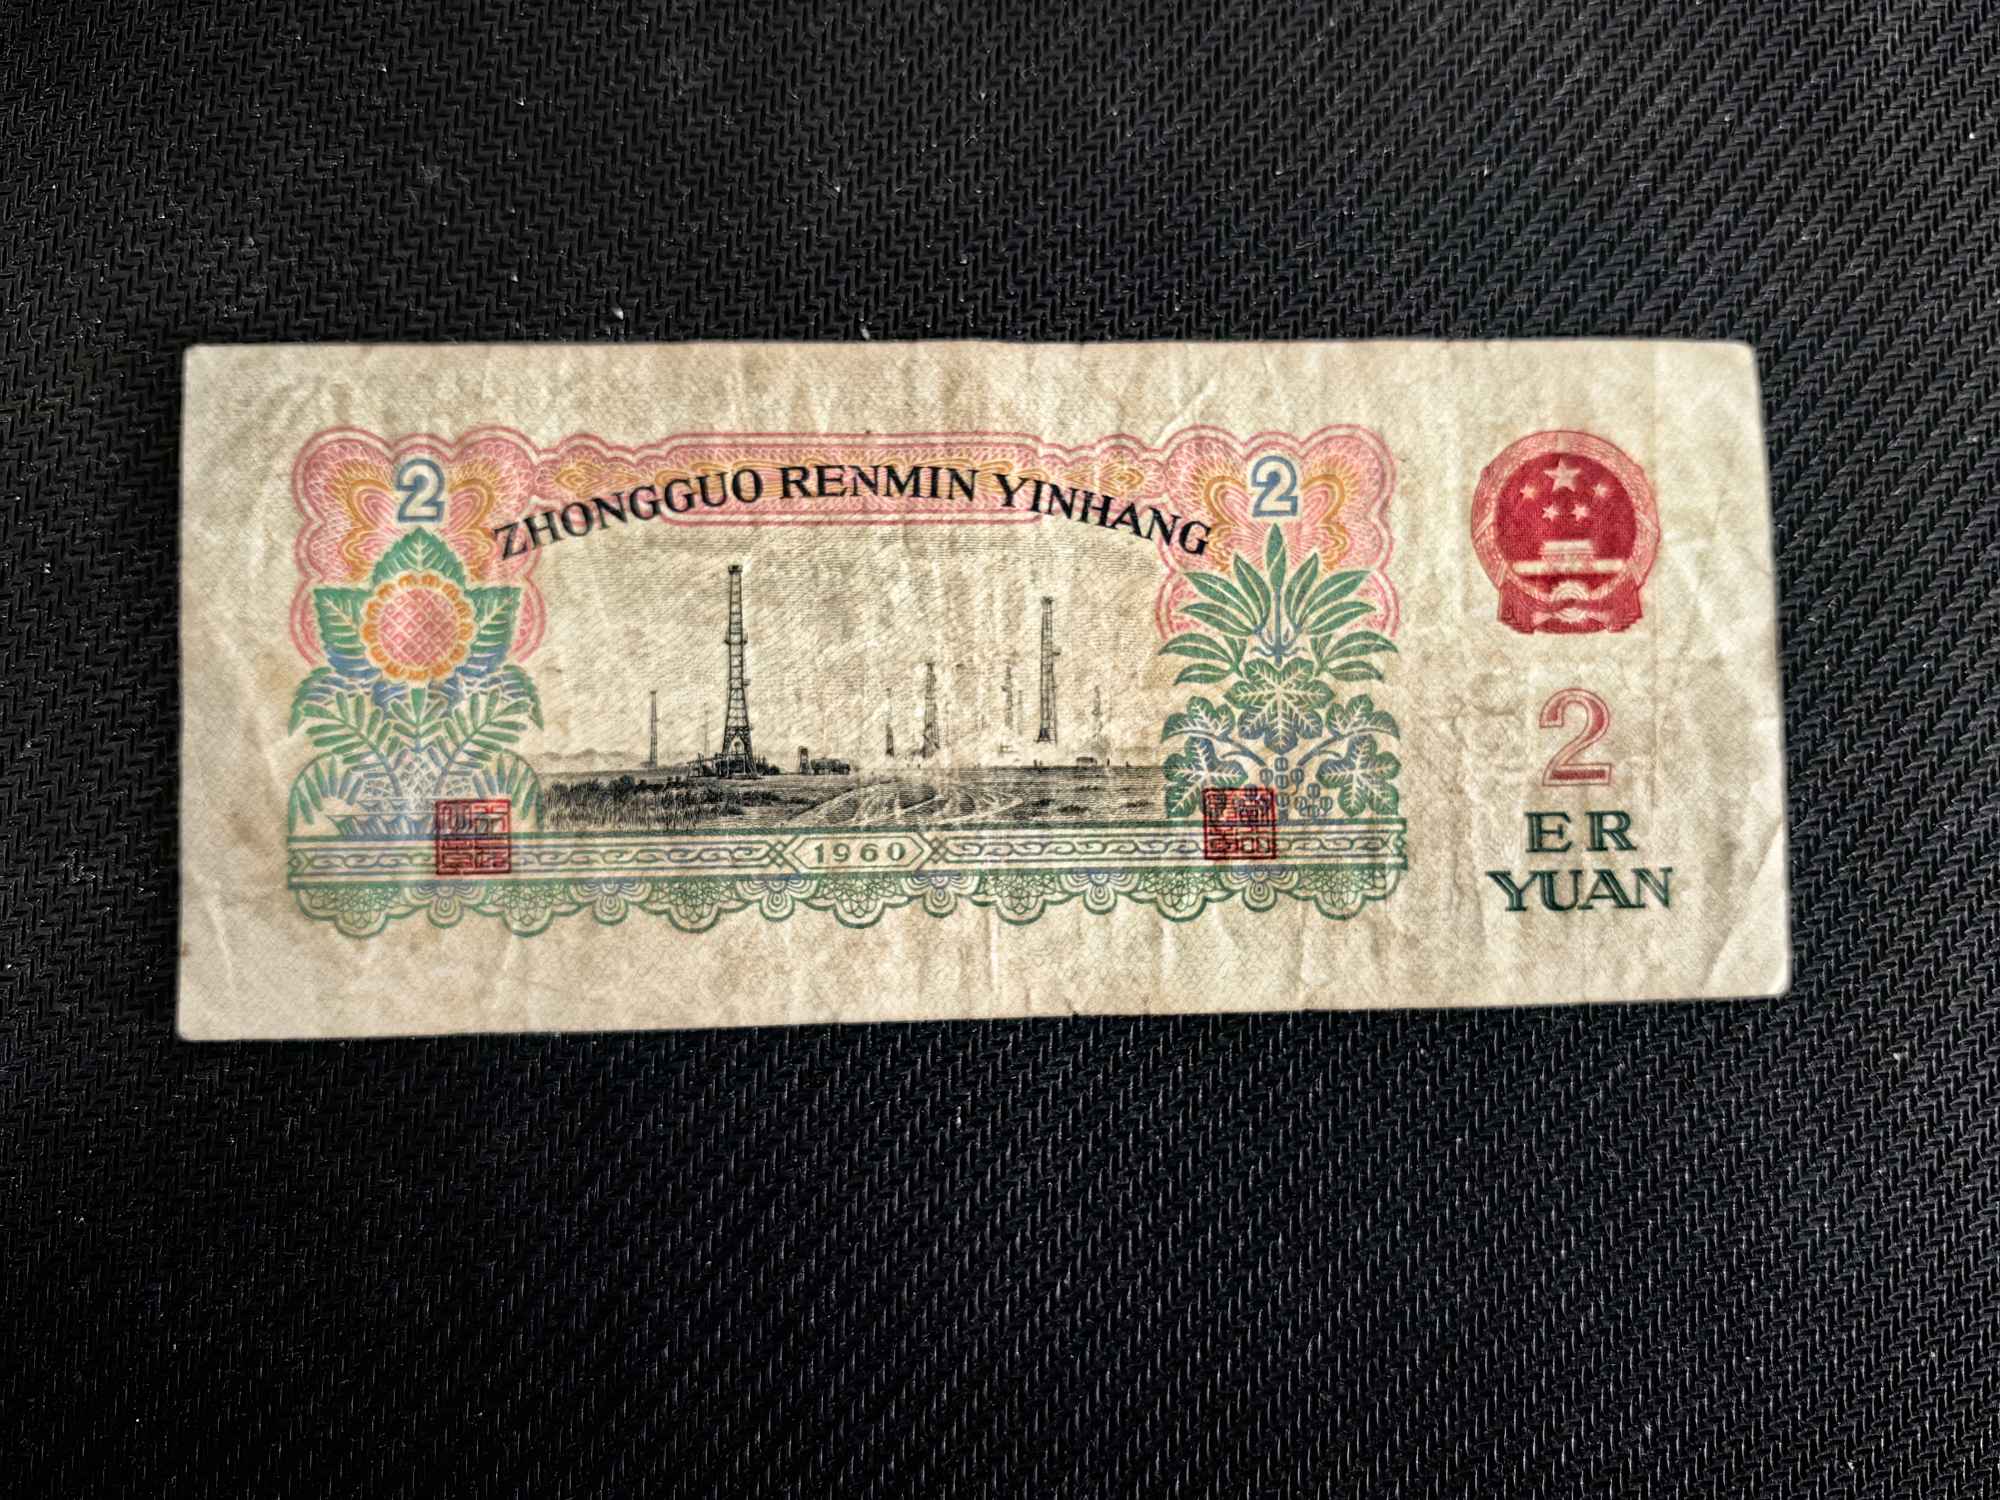 2
2
ZHONGGUO RENMIN YINHANG
2
ER
YUAN
1960